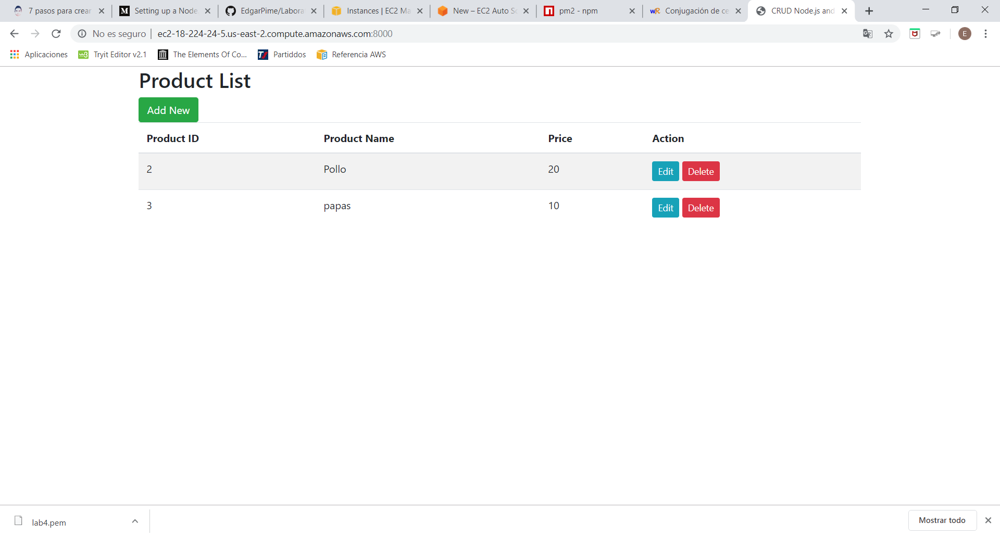 7 pasos para crear
Setting up a Node
EdgarPime/Labora
Instances | EC2 Ma
New – EC2 Auto Sc
pm2 - npm
Conjugación de ce
CRUD Node.js and
No es seguro | ec2-18-224-24-5.us-east-2.compute.amazonaws.com:8000
E
Aplicaciones
Tryit Editor v2.1
The Elements Of Co...
Partiddos
Referencia AWS
Product List
Add New
Product ID Product Name Price Action
2 Pollo 20 Edit Delete
3 papas 10 Edit Delete
lab4.pem
Mostrar todo